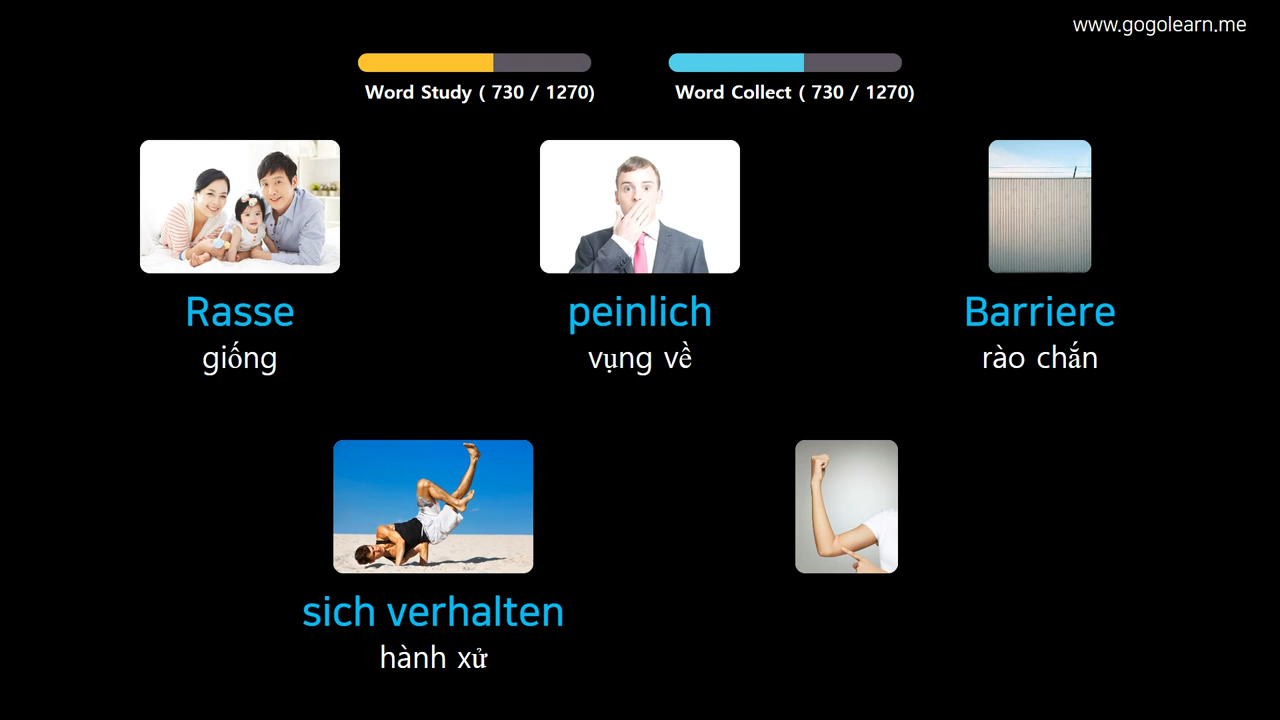 www.gogolearn.me
Word Study ( 730 / 1270)
Word Collect ( 730 / 1270)
Rasse
giống
peinlich
vụng về
Barriere
rào chắn
sich verhalten
hành xử